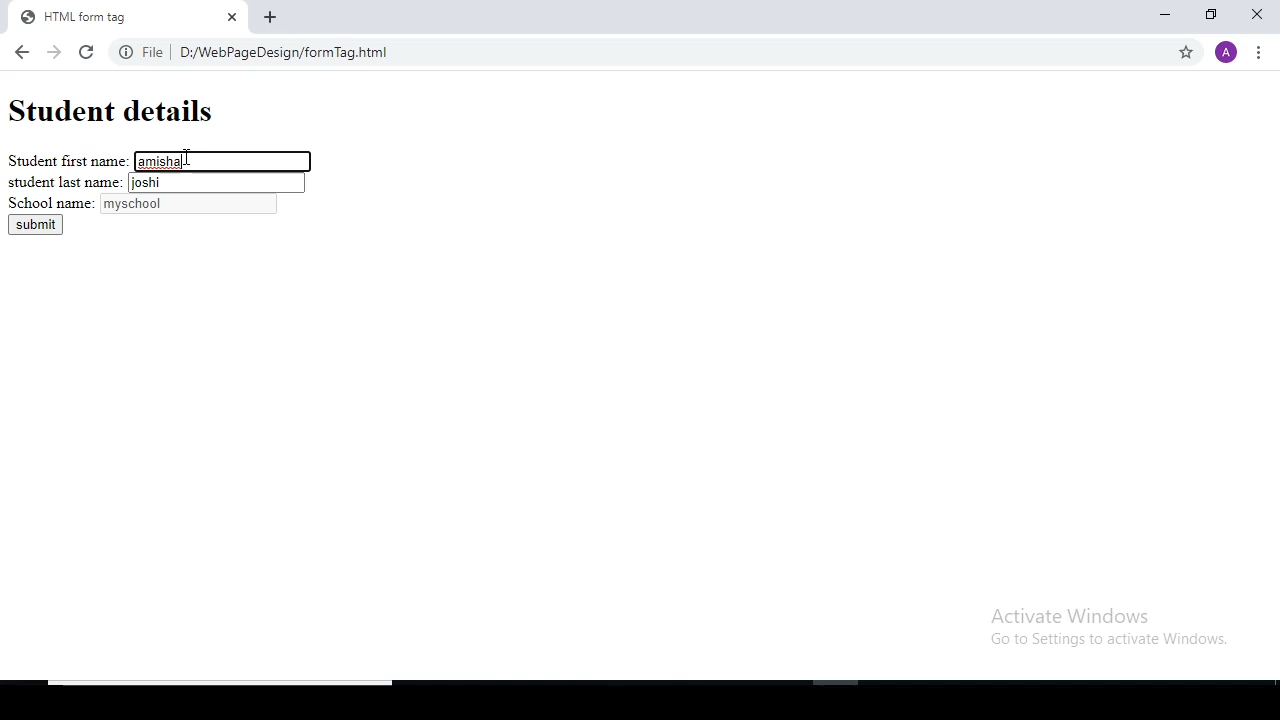 HTML form tag
File D:/WebPageDesign/formTag.html
A
Student details
Student first name: amisha
student last name: joshi
School name: myschool
submit
Activate Windows
Go to Settings to activate Windows.